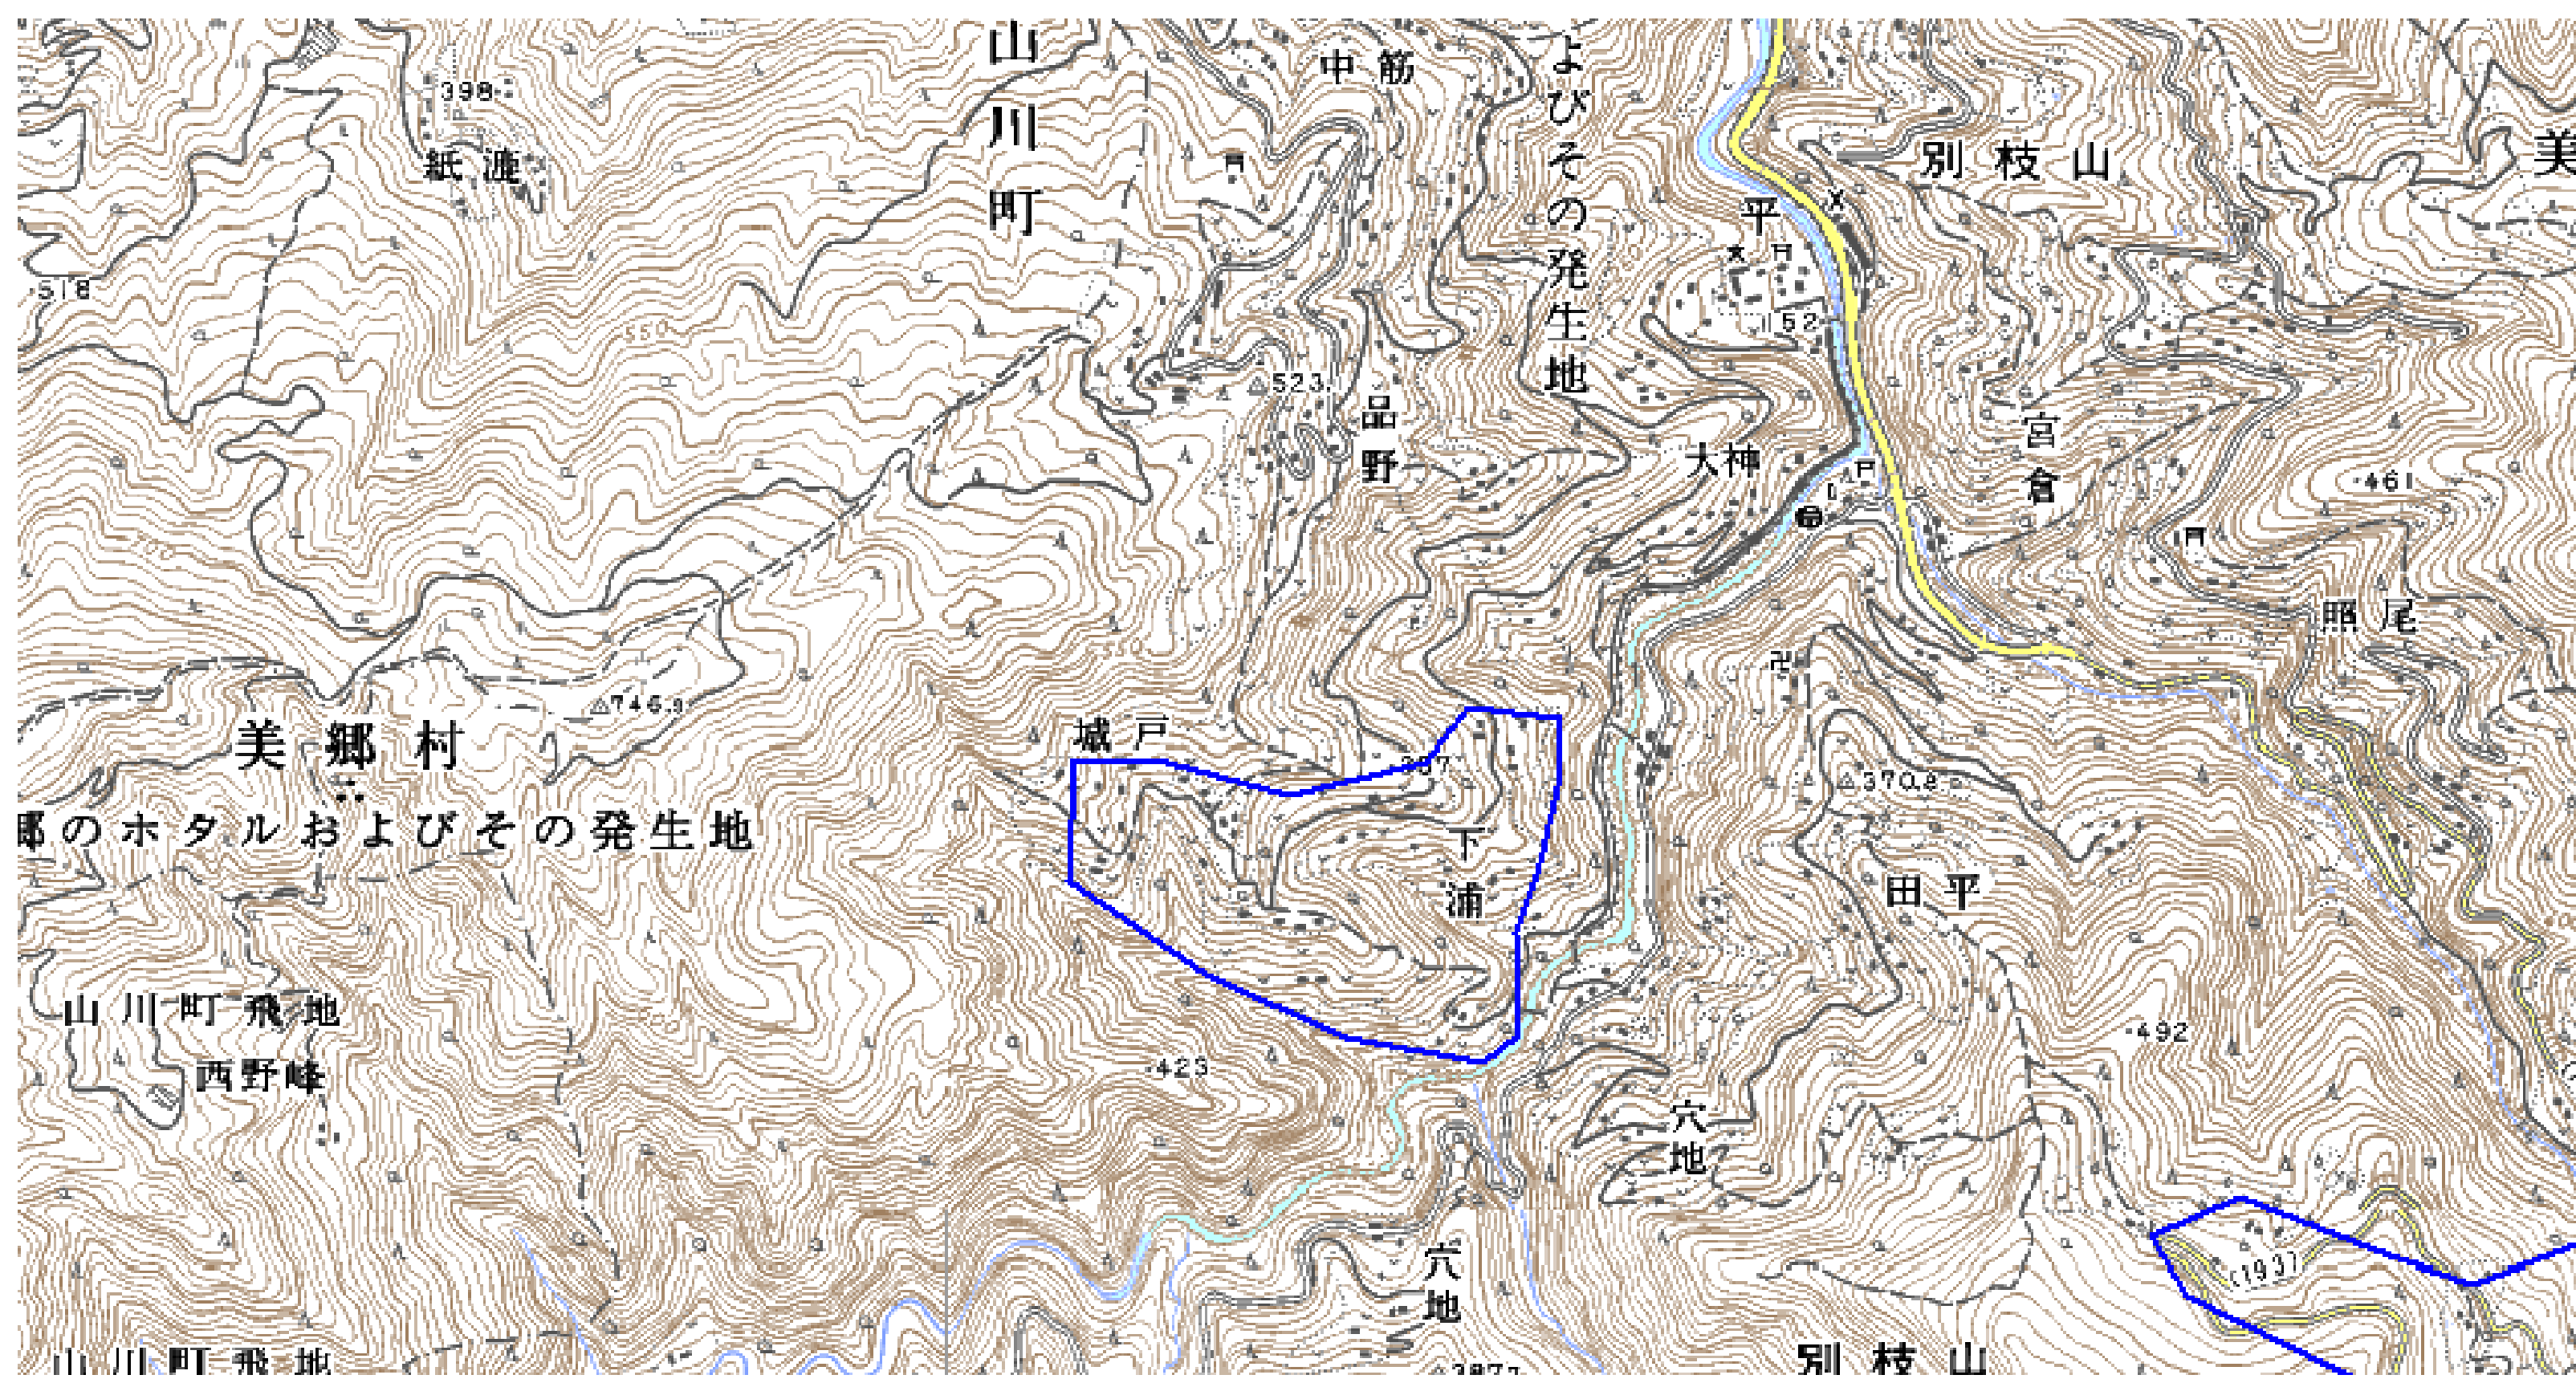 山川町
中筋
よびその発生地
398
紙漉
別枝山
美
平
518
152
550
523.
品野
大神
宮倉
461
照尾
746.9
城戸
美郷村
370.8
郷のホタルおよびその発生地
下浦
田平
山川町飛地
西野峰
492
423
穴地
穴地
(193)
山川町飛地
別枝山